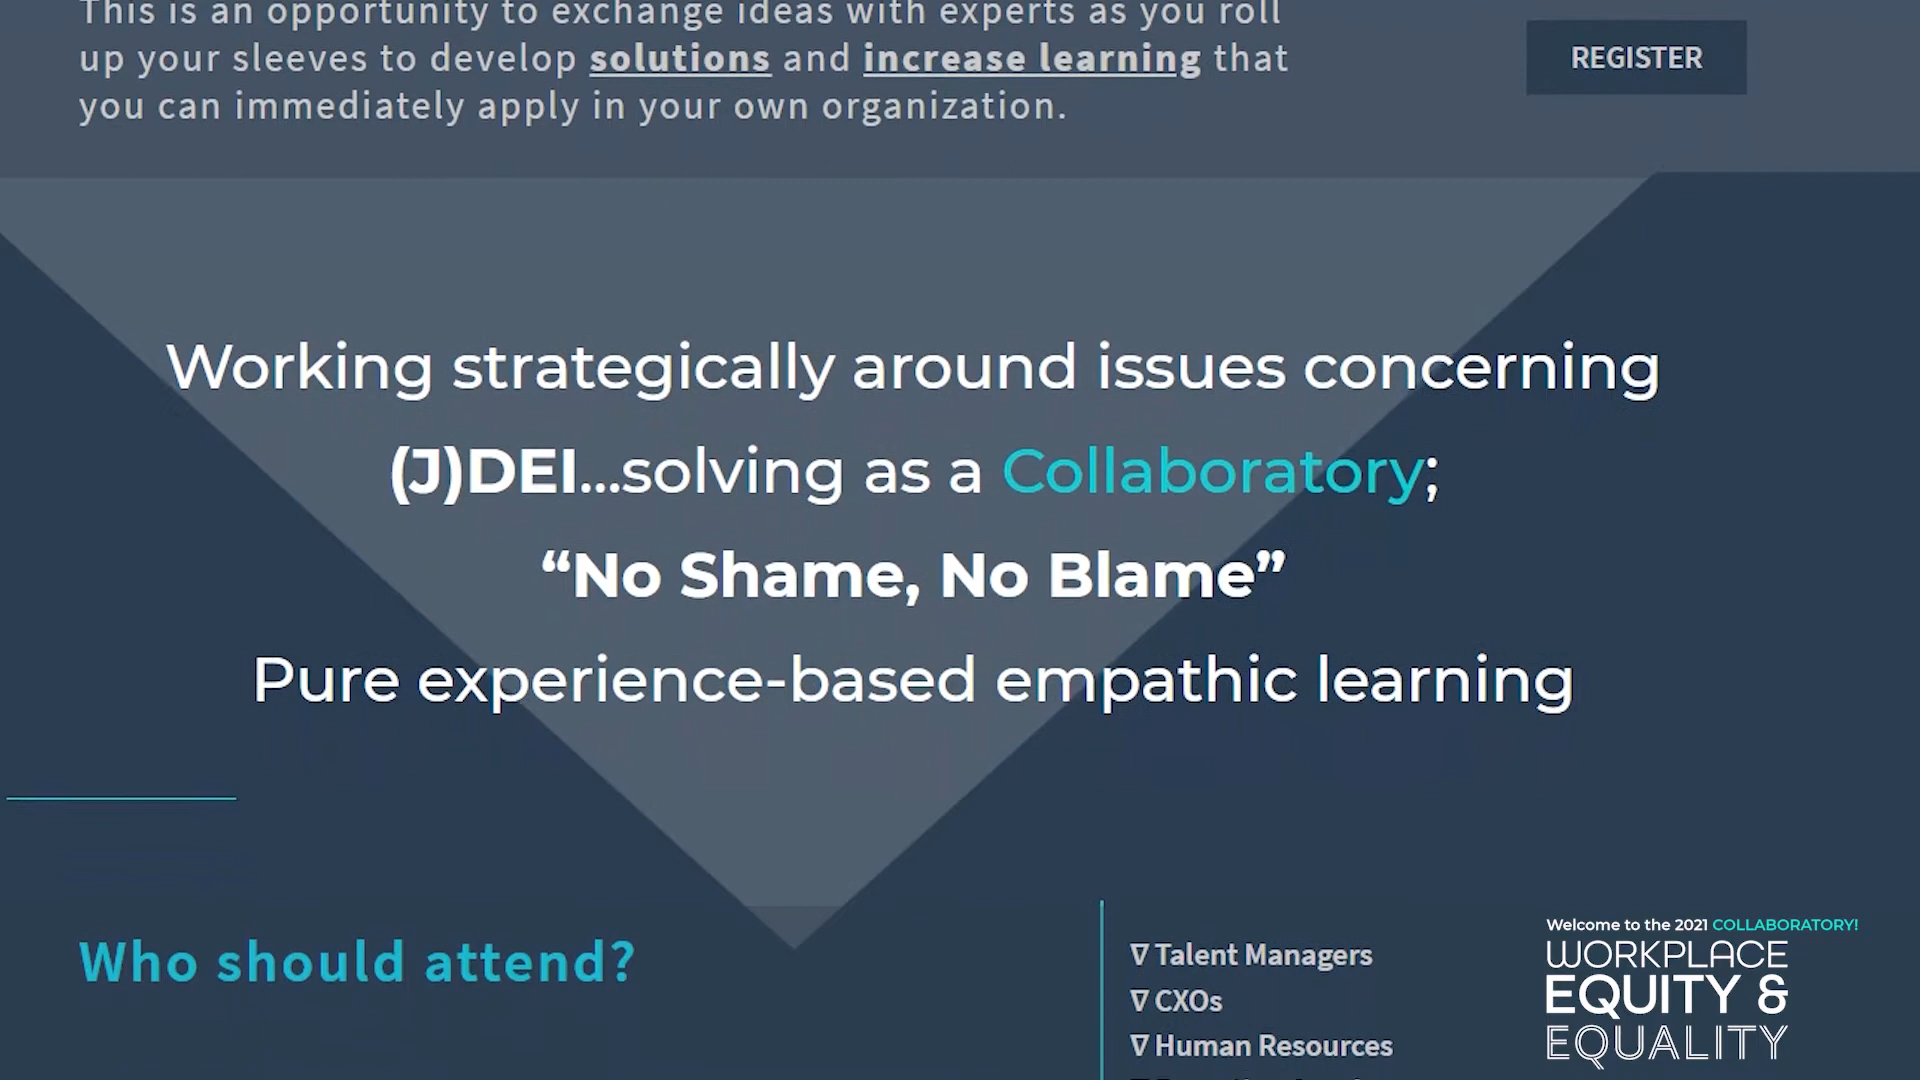 This is an opportunity to exchange ideas with experts as you roll
up your sleeves to develop solutions and increase learning that
you can immediately apply in your own organization.
REGISTER
Working strategically around issues concerning
(J)DEI...solving as a Collaboratory;
“No Shame, No Blame”
Pure experience-based empathic learning
Who should attend?
∇ Talent Managers
∇ CXOs
∇ Human Resources
Welcome to the 2021 COLLABORATORY!
WORKPLACE
EQUITY &
EQUALITY